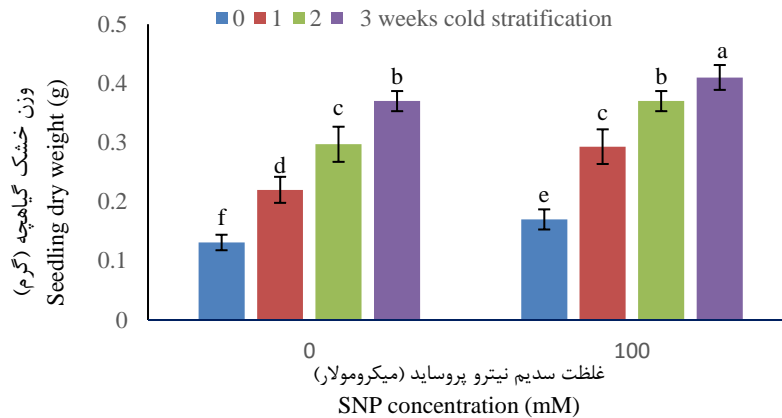 0 1 2 3 weeks cold stratification
وزن خشک گیاهچه (گرم)
Seedling dry weight (g)
0.5
0.4
0.3
0.2
0.1
0
f d c b e c b a
0 100
غلظت سدیم نیترو پروساید (میکرومولار)
SNP concentration (mM)